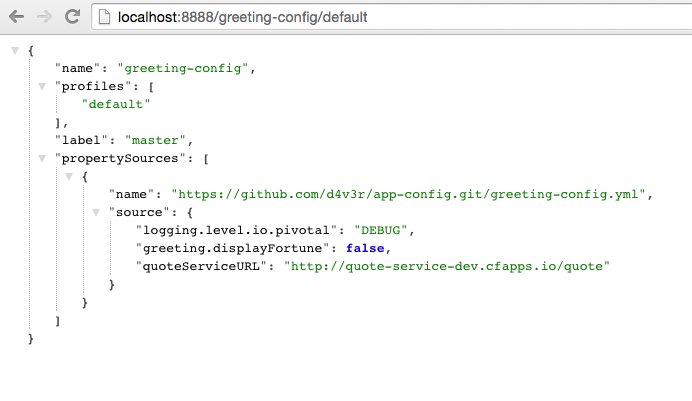 localhost:8888/greeting-config/default
{
"name": "greeting-config",
"profiles": [
"default"
],
"label": "master",
"propertySources": [
{
"name": "https://github.com/d4v3r/app-config.git/greeting-config.yml",
"source": {
"logging.level.io.pivotal": "DEBUG",
"greeting.displayFortune": false,
"quoteServiceURL": "http://quote-service-dev.cfapps.io/quote"
}
}
]
}